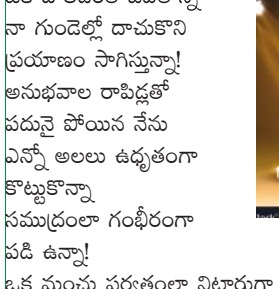 నా గుండెల్లో దాచుకొని
ప్రయాణం సాగిస్తున్నా!
అనుభవాల రాపిడ్లతో
పదునై పోయిన నేను
ఎన్నో అలలు ఉధృతంగా
కొట్టుకొన్నా
సముద్రంలా గంభీరంగా
పడి ఉన్నా!
ఒక మంచు పర్వతంలా నిటారుగా